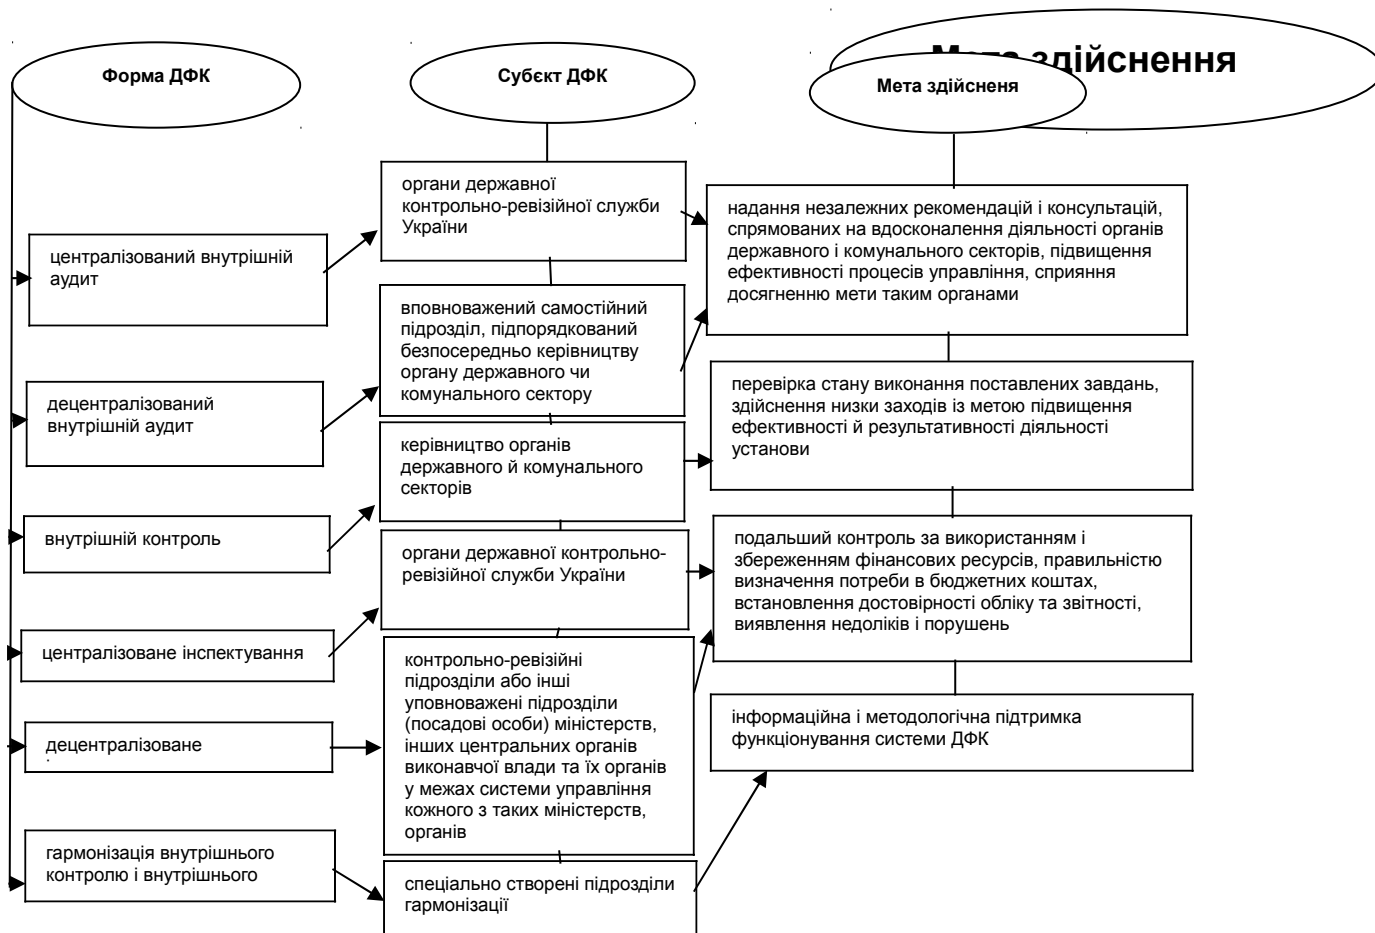 Форма ДФК
Субєкт ДФК
здійснення
Мета здійсненя
централізований внутрішній
аудит
децентралізований
внутрішній аудит
внутрішній контроль
централізоване інспектування
децентралізоване
гармонізація внутрішнього
контролю і внутрішнього
органи державної
контрольно-ревізійної служби
України
вповноважений самостійний
підрозділ, підпорядкований
безпосередньо керівництву
органу державного чи
комунального сектору
керівництво органів
державного й комунального
секторів
органи державної контрольно-
ревізійної служби України
контрольно-ревізійні
підрозділи або інші
уповноважені підрозділи
(посадові особи) міністерств,
інших центральних органів
виконавчої влади та їх органів
у межах системи управління
кожного з таких міністерств,
органів
спеціально створені підрозділи
гармонізації
надання незалежних рекомендацій і консультацій,
спрямованих на вдосконалення діяльності органів
державного і комунального секторів, підвищення
ефективності процесів управління, сприяння
досягненню мети таким органами
перевірка стану виконання поставлених завдань,
здійснення низки заходів із метою підвищення
ефективності й результативності діяльності
установи
подальший контроль за використанням і
збереженням фінансових ресурсів, правильністю
визначення потреби в бюджетних коштах,
встановлення достовірності обліку та звітності,
виявлення недоліків і порушень
інформаційна і методологічна підтримка
функціонування системи ДФК